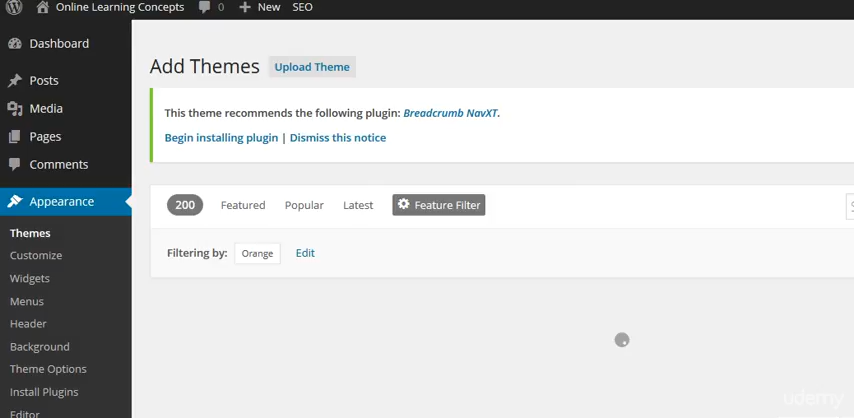 Online Learning Concepts 0 New SEO
Dashboard
Posts
Media
Pages
Comments
Appearance
Themes
Customize
Widgets
Menus
Header
Background
Theme Options
Install Plugins
Editor
Add Themes Upload Theme
This theme recommends the following plugin: Breadcrumb NavXT.
Begin installing plugin | Dismiss this notice
200 Featured Popular Latest Feature Filter
Filtering by: Orange Edit
udemy